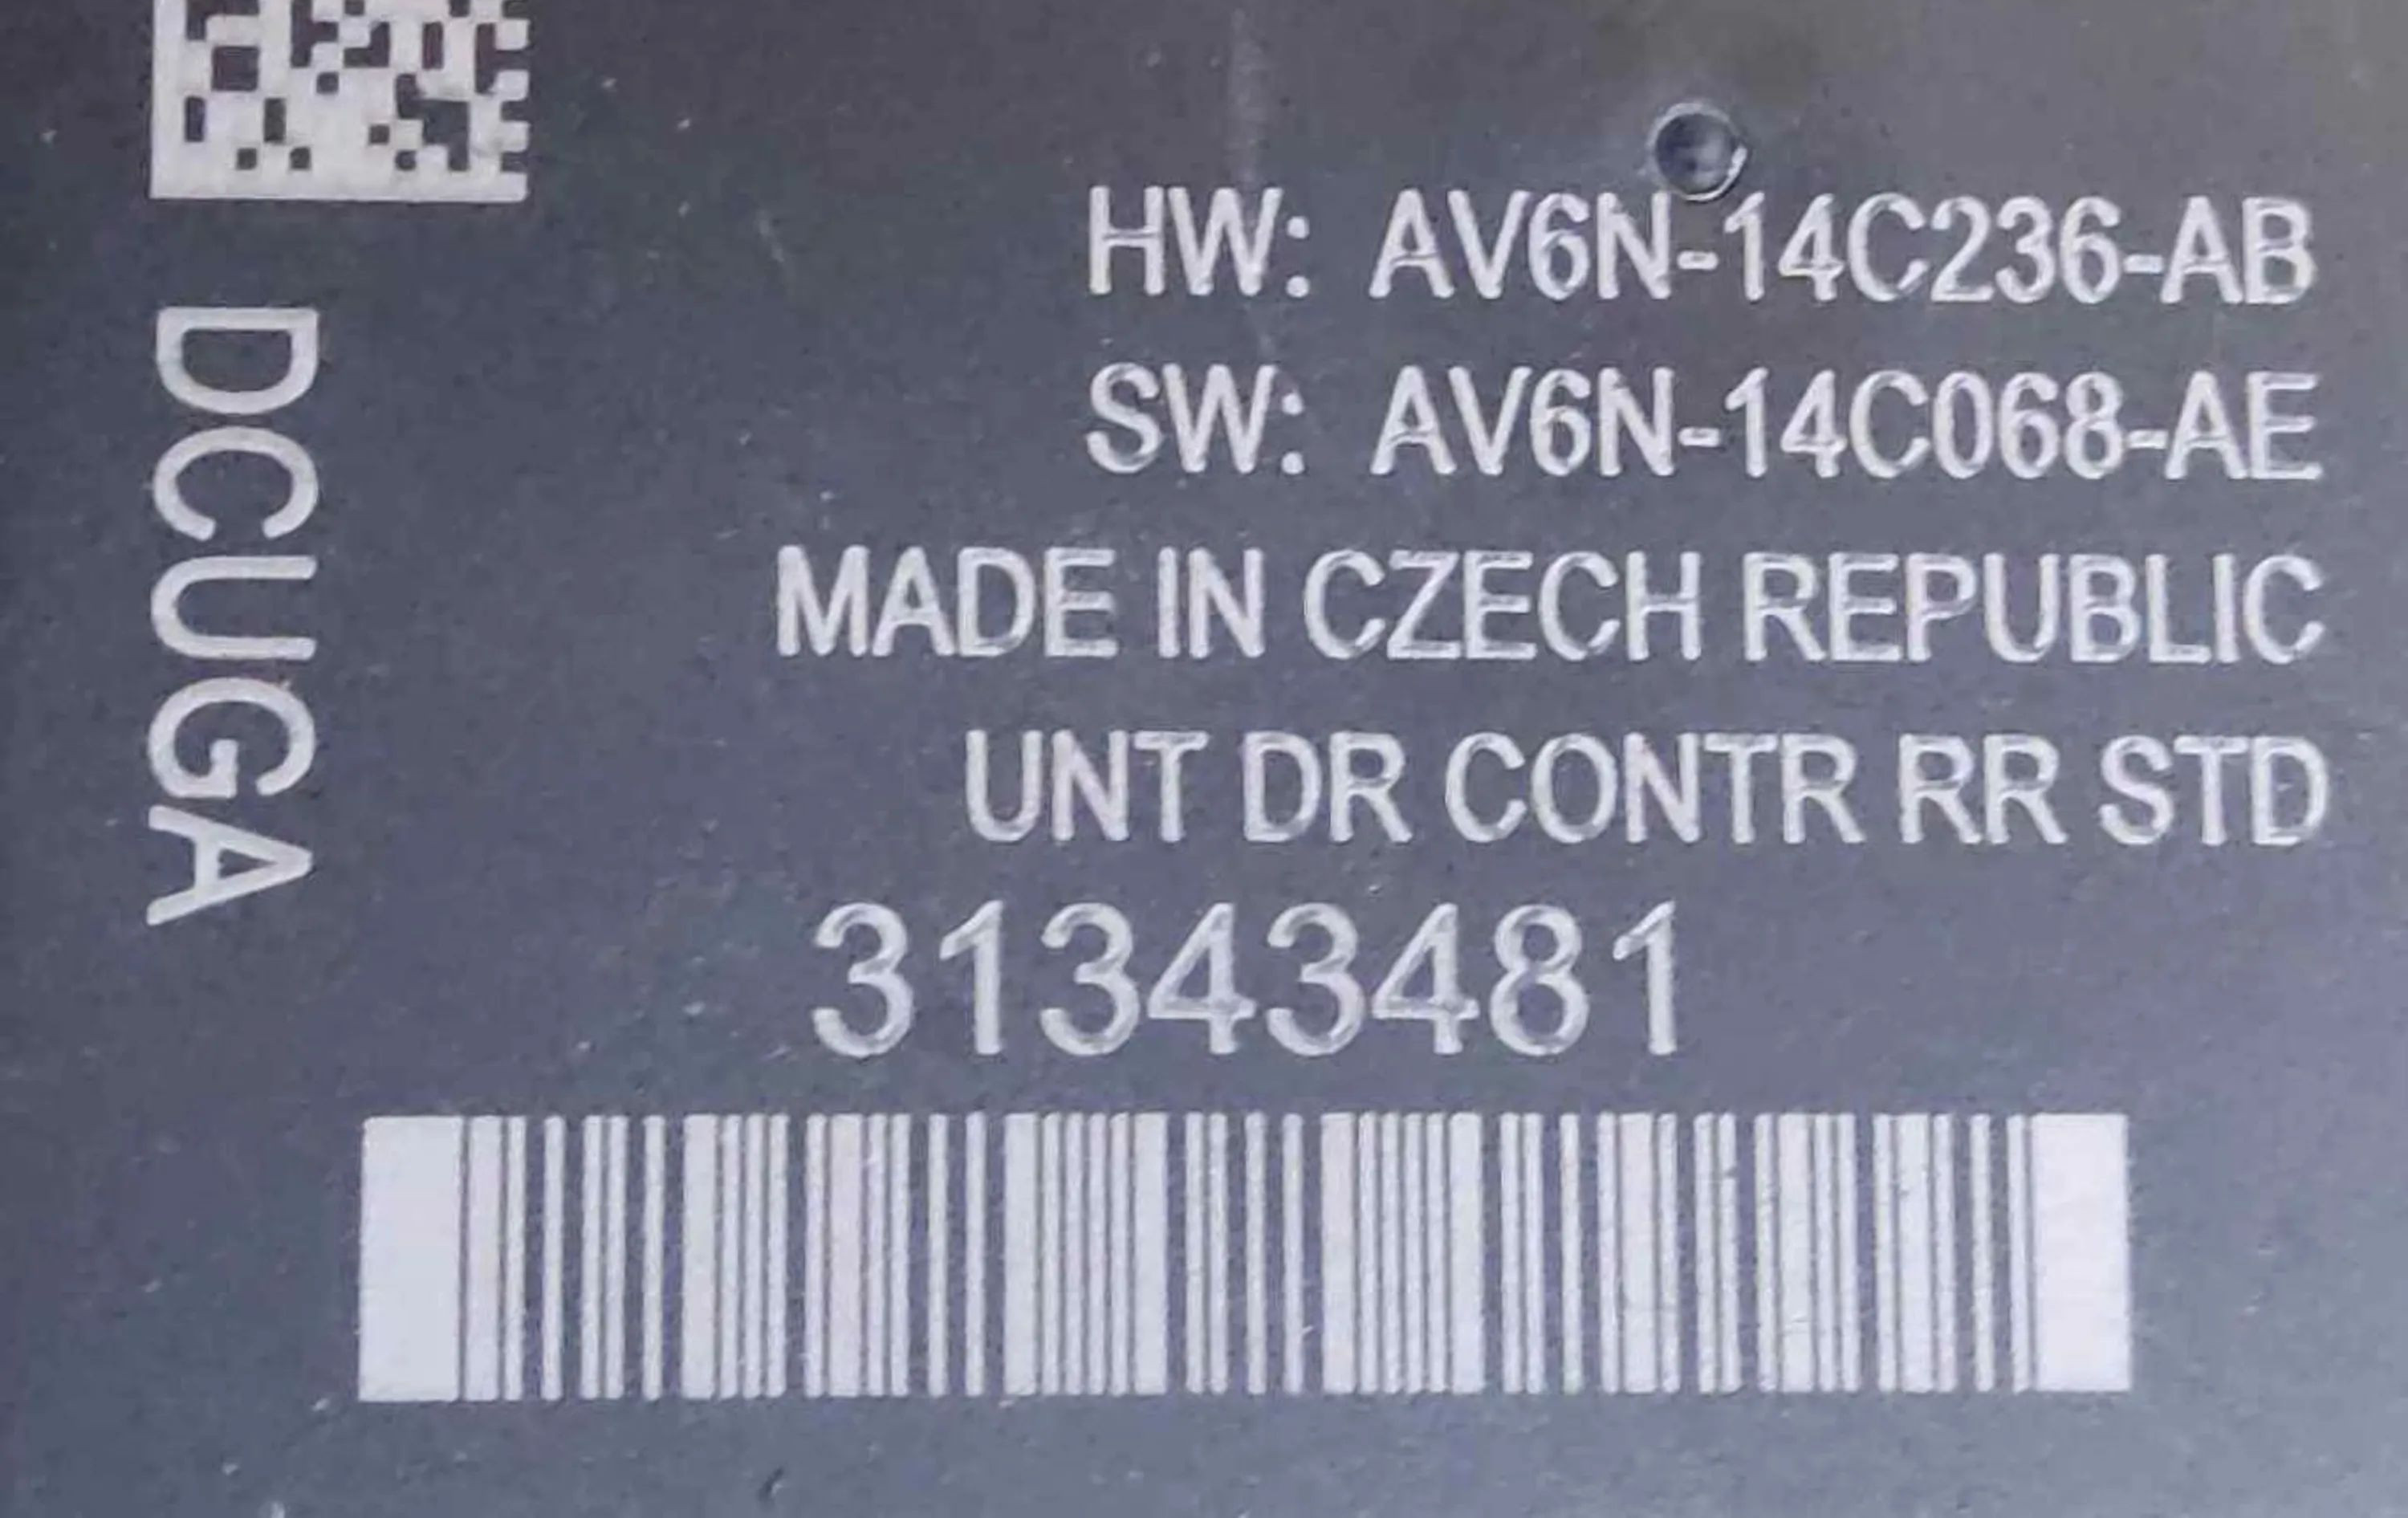 HW: AV6N-14C236-AB
SW: AV6N-14C068-AE
MADE IN CZECH REPUBLIC
UNT DR CONTR RR STD
31343481
DCUGA